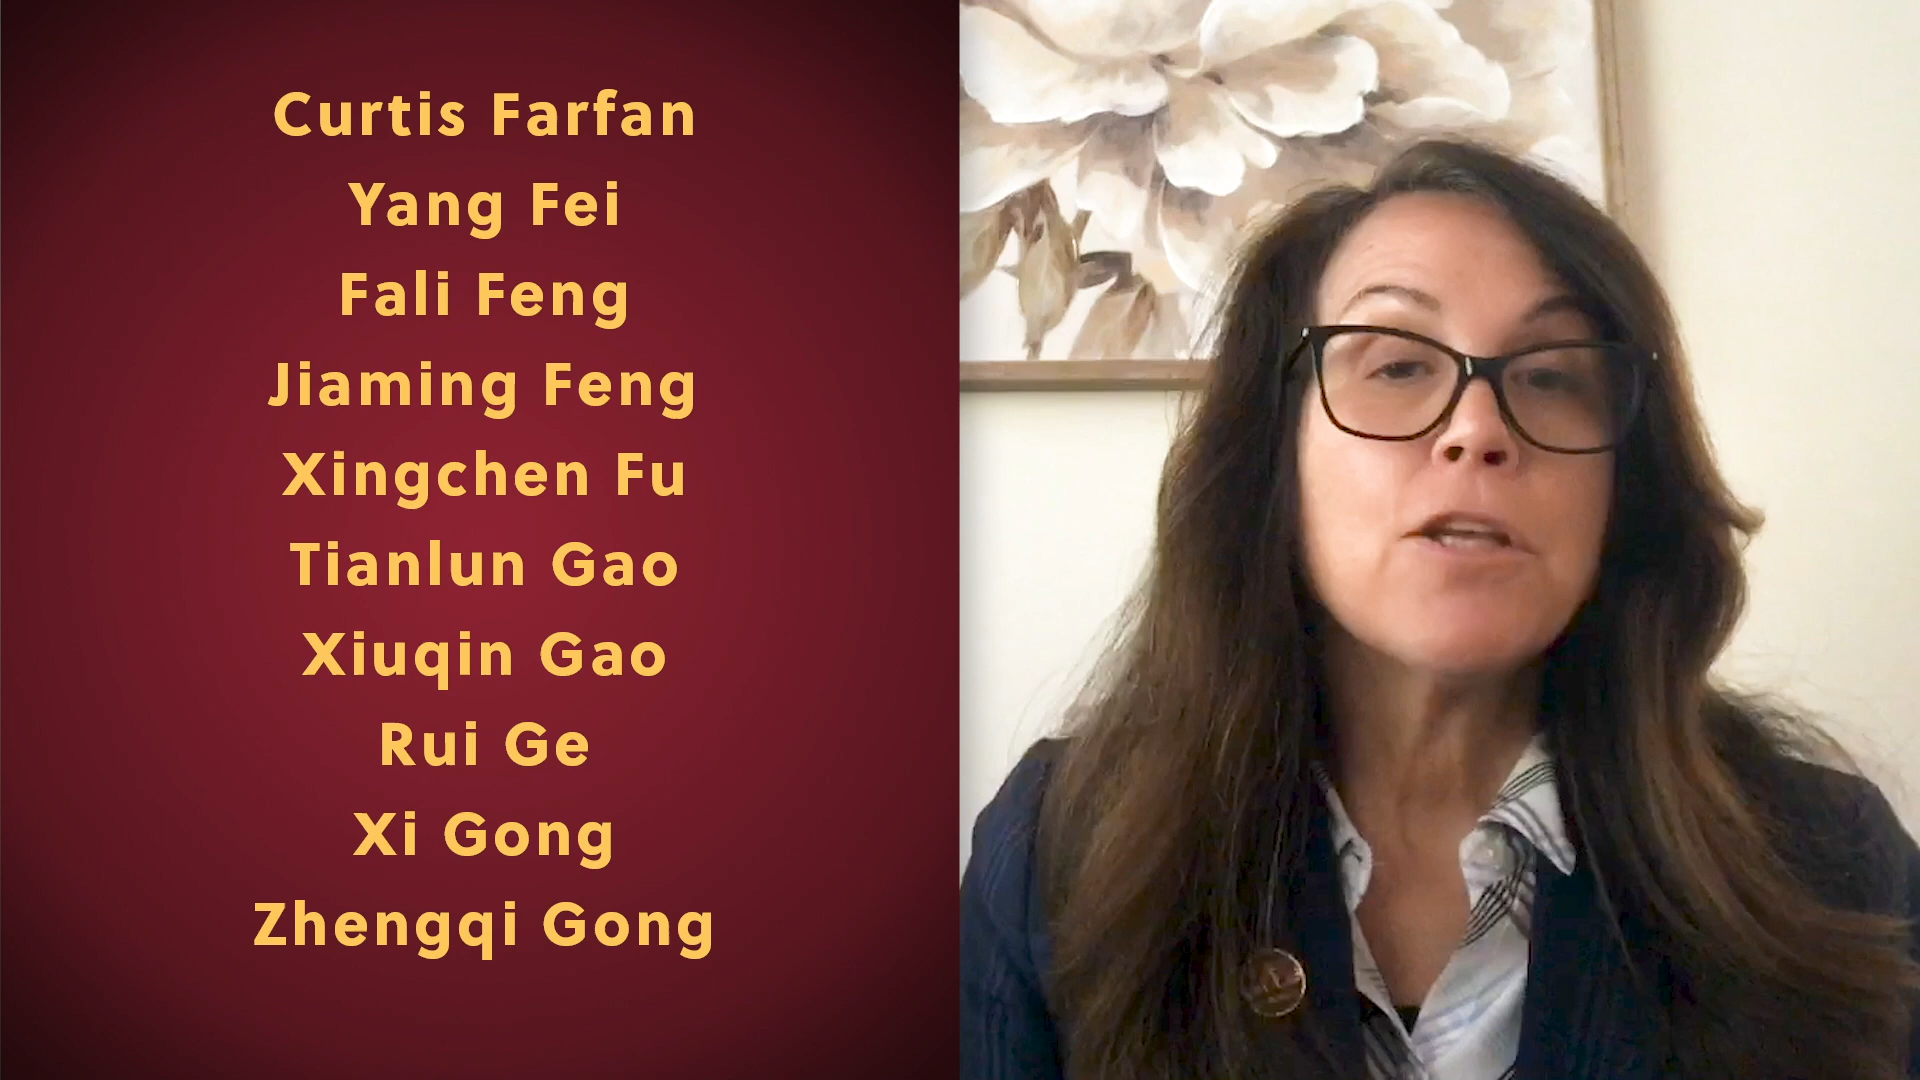 Curtis Farfan
Yang Fei
Fali Feng
Jiaming Feng
Xingchen Fu
Tianlun Gao
Xiuqin Gao
Rui Ge
Xi Gong
Zhengqi Gong